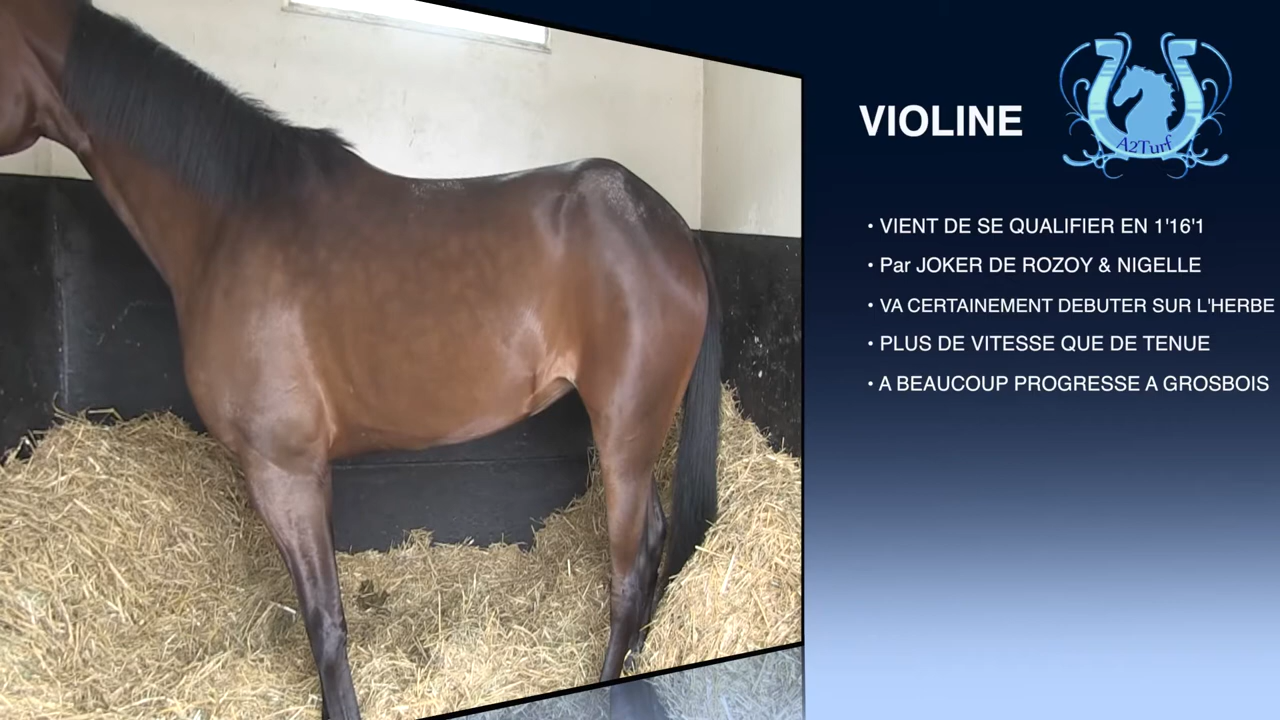 VIOLINE
A2Turf
• VIENT DE SE QUALIFIER EN 1'16'1
• Par JOKER DE ROZOY & NIGELLE
• VA CERTAINEMENT DEBUTER SUR L'HERBE
• PLUS DE VITESSE QUE DE TENUE
• A BEAUCOUP PROGRESSE A GROSBOIS